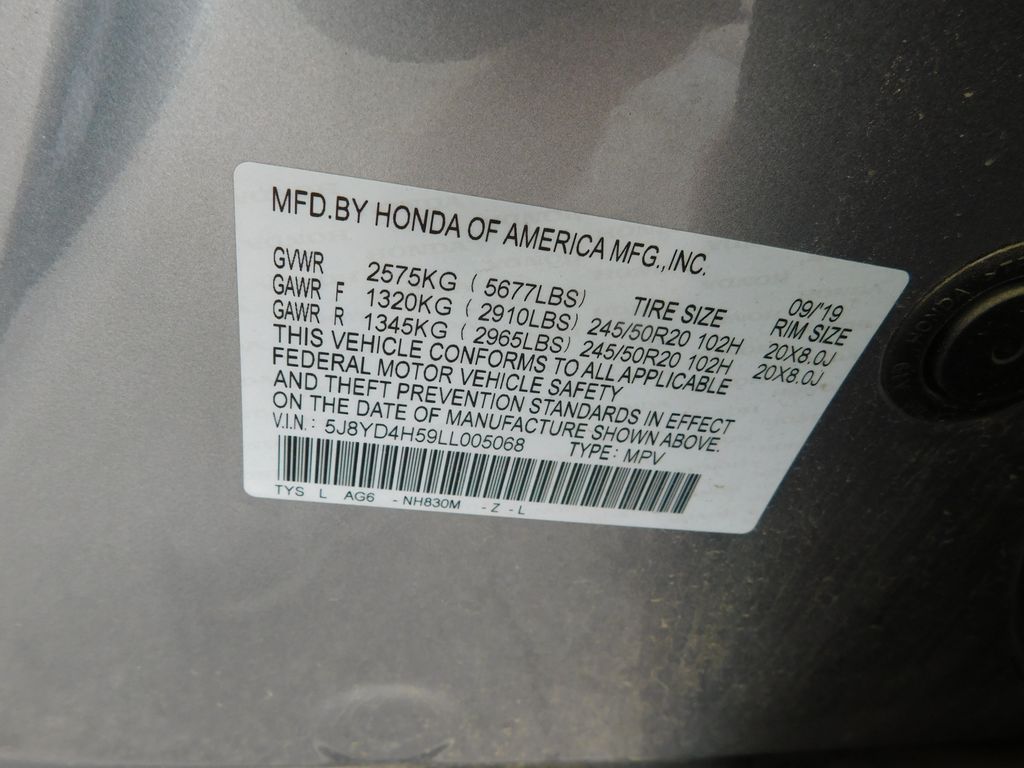 MFD.BY HONDA OF AMERICA MFG.,INC.
09/'19
GVWR 2575KG ( 5677LBS) TIRE SIZE RIM SIZE
GAWR F 1320KG ( 2910LBS) 245/50R20 102H 20X8.0J
GAWR R 1345KG ( 2965LBS) 245/50R20 102H 20X8.0J
THIS VEHICLE CONFORMS TO ALL APPLICABLE
FEDERAL MOTOR VEHICLE SAFETY
AND THEFT PREVENTION STANDARDS IN EFFECT
ON THE DATE OF MANUFACTURE SHOWN ABOVE.
V.I.N.: 5J8YD4H59LL005068 TYPE: MPV
TYS L AG6 -NH830M -Z -L
HONDA